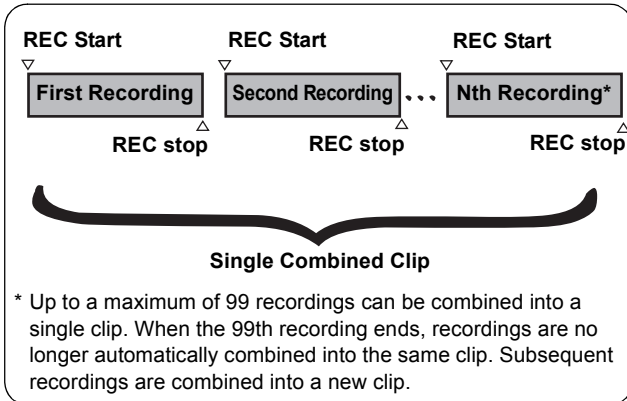 REC Start REC Start REC Start
First Recording Second Recording ... Nth Recording*
REC stop REC stop REC stop
Single Combined Clip
* Up to a maximum of 99 recordings can be combined into a
single clip. When the 99th recording ends, recordings are no
longer automatically combined into the same clip. Subsequent
recordings are combined into a new clip.